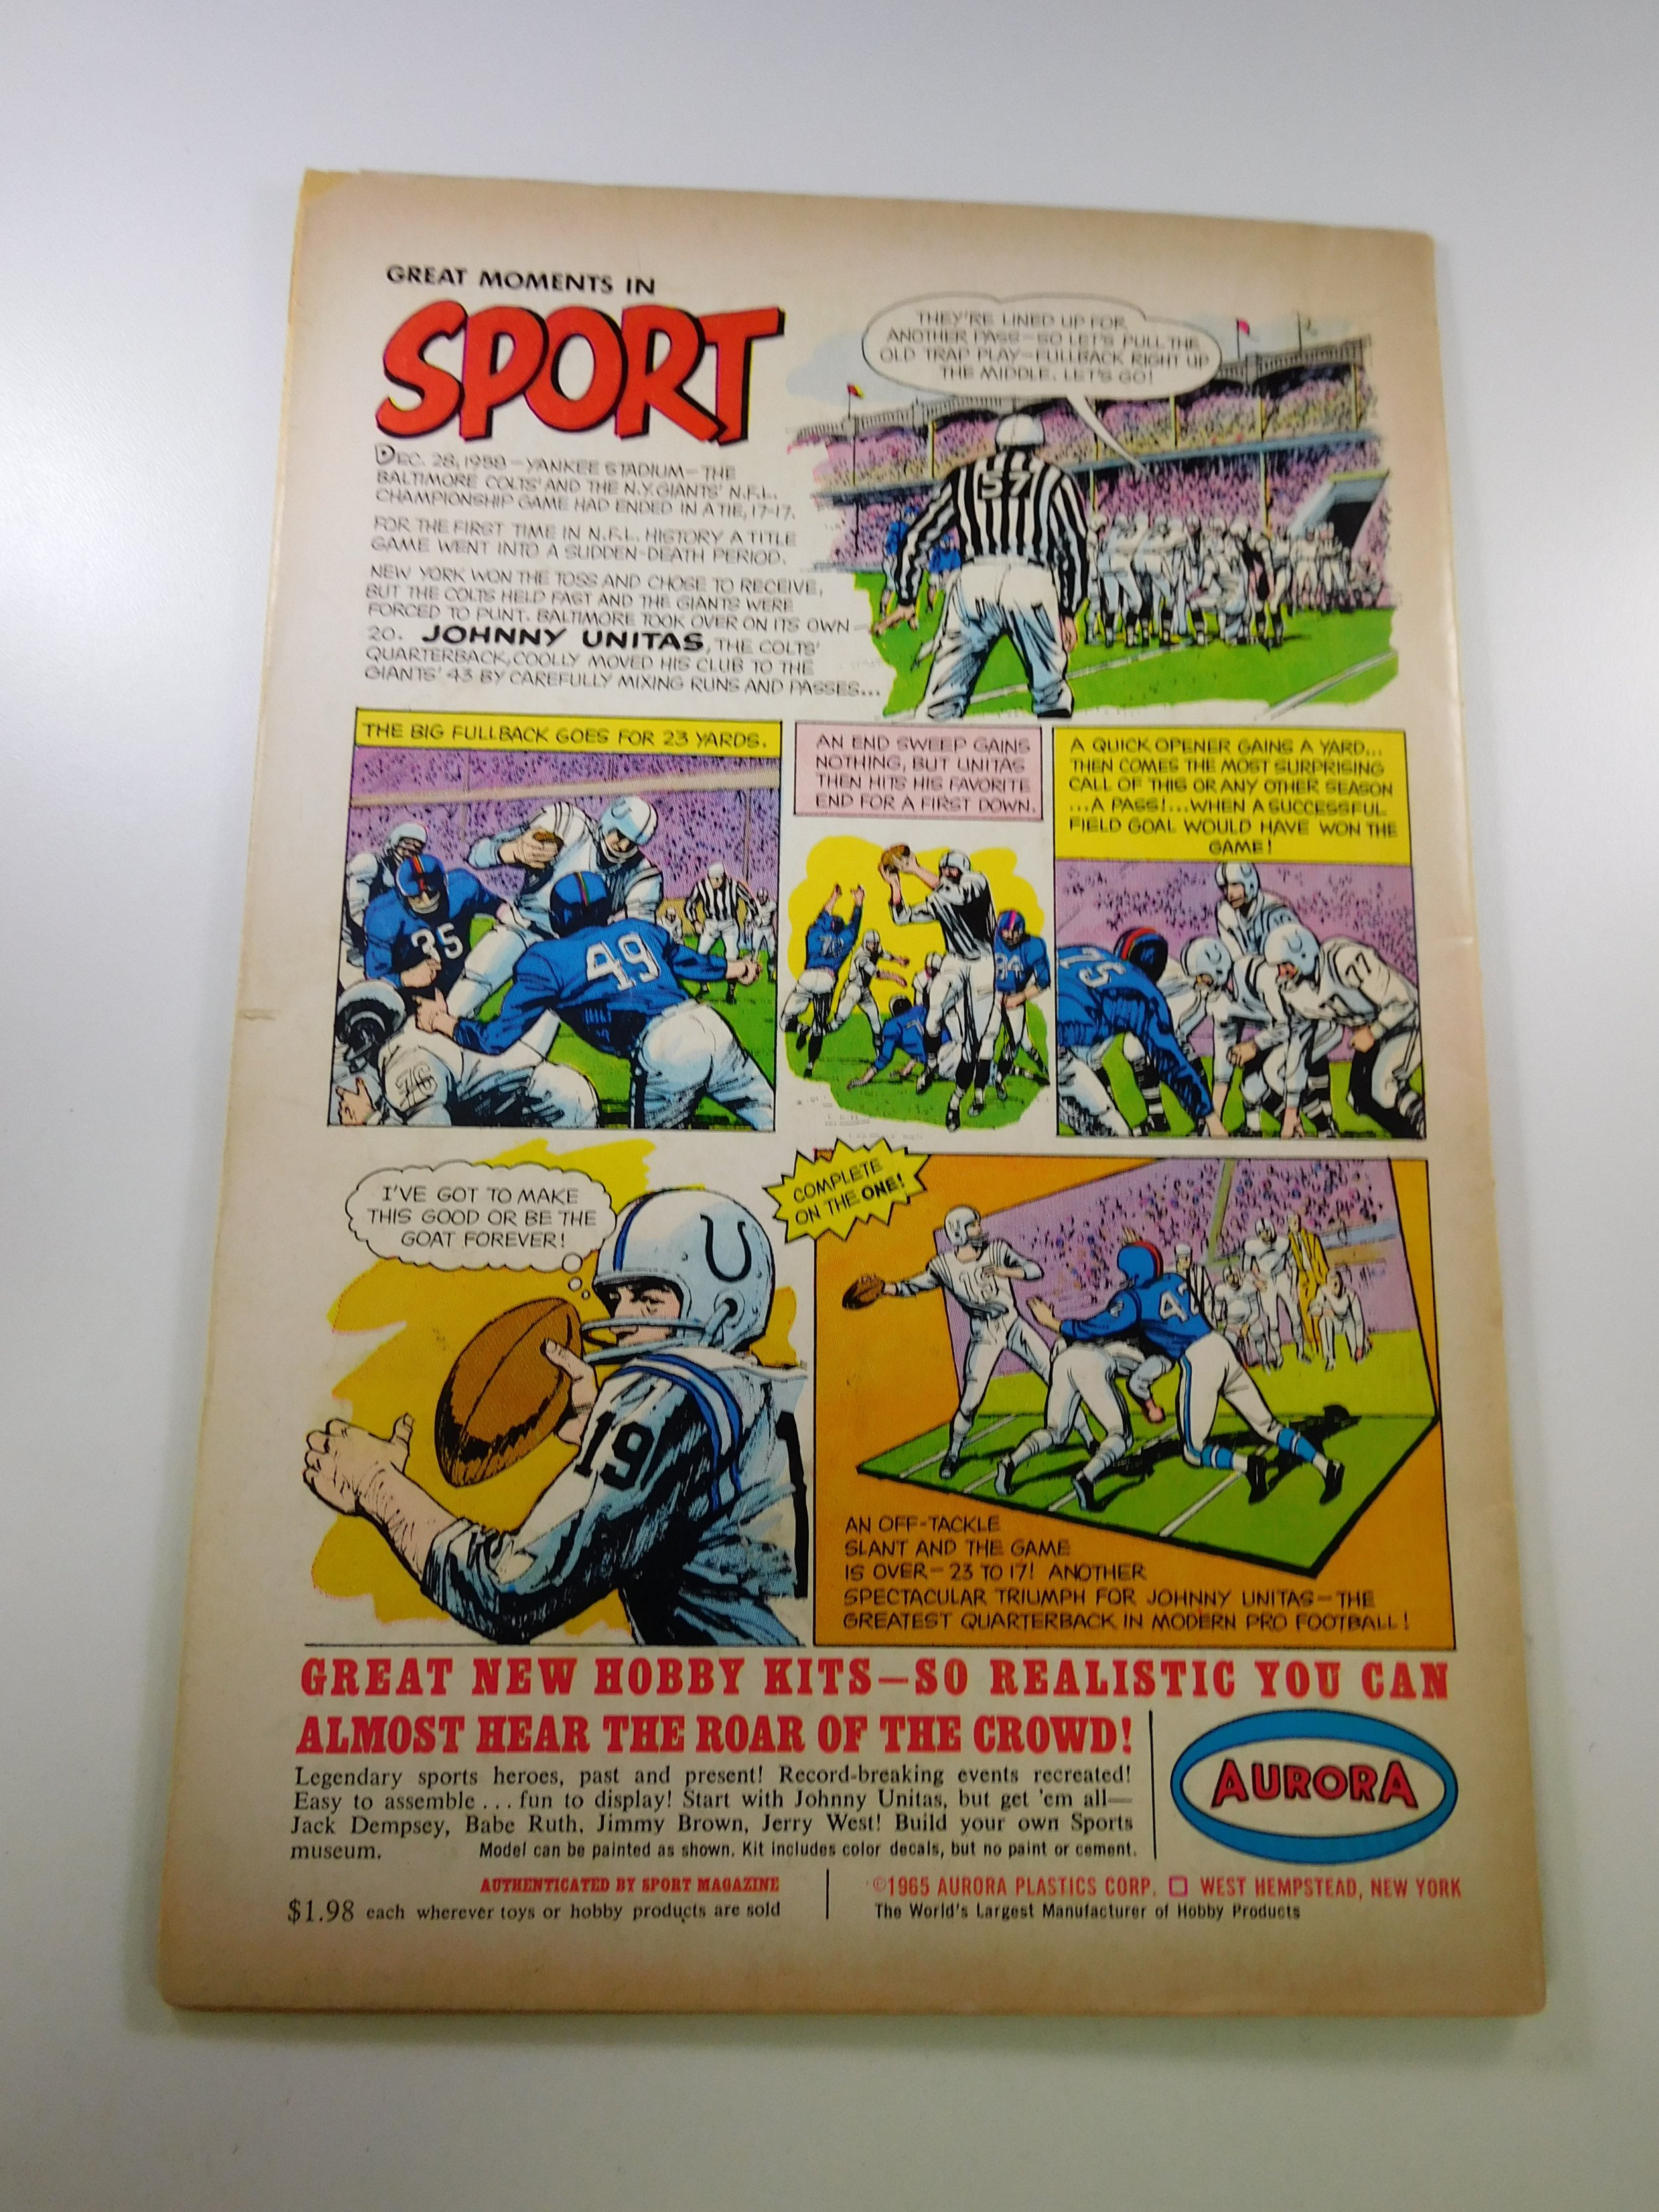 GREAT MOMENTS IN
SPORT
DEC. 28, 1958 — YANKEE STADIUM — THE
BALTIMORE COLTS' AND THE N.Y. GIANTS' N.F.L.
CHAMPIONSHIP GAME HAD ENDED IN A TIE, 17-17.
FOR THE FIRST TIME IN N.F.L. HISTORY A TITLE
GAME WENT INTO A SUDDEN-DEATH PERIOD.
NEW YORK WON THE TOSS AND CHOSE TO RECEIVE,
BUT THE COLTS HELD FAST AND THE GIANTS WERE
FORCED TO PUNT. BALTIMORE TOOK OVER ON ITS OWN
20. JOHNNY UNITAS, THE COLTS'
QUARTERBACK, COOLLY MOVED HIS CLUB TO THE
GIANTS' 43 BY CAREFULLY MIXING RUNS AND PASSES...
THEY'RE LINED UP FOR
ANOTHER PASS—SO LET'S PULL THE
OLD TRAP PLAY—FULLBACK RIGHT UP
THE MIDDLE. LET'S GO!
57
THE BIG FULLBACK GOES FOR 23 YARDS.
35
49
76
AN END SWEEP GAINS
NOTHING, BUT UNITAS
THEN HITS HIS FAVORITE
END FOR A FIRST DOWN.
84
A QUICK OPENER GAINS A YARD...
THEN COMES THE MOST SURPRISING
CALL OF THIS OR ANY OTHER SEASON
...A PASS!...WHEN A SUCCESSFUL
FIELD GOAL WOULD HAVE WON THE
GAME!
75
77
I'VE GOT TO MAKE
THIS GOOD OR BE THE
GOAT FOREVER!
19
COMPLETE
ON THE ONE!
19
42
AN OFF-TACKLE
SLANT AND THE GAME
IS OVER— 23 TO 17! ANOTHER
SPECTACULAR TRIUMPH FOR JOHNNY UNITAS—THE
GREATEST QUARTERBACK IN MODERN PRO FOOTBALL!
GREAT NEW HOBBY KITS—SO REALISTIC YOU CAN
ALMOST HEAR THE ROAR OF THE CROWD!
Legendary sports heroes, past and present! Record-breaking events recreated!
Easy to assemble . . . fun to display! Start with Johnny Unitas, but get 'em all—
Jack Dempsey, Babe Ruth, Jimmy Brown, Jerry West! Build your own Sports
museum. Model can be painted as shown. Kit includes color decals, but no paint or cement.
AURORA
AUTHENTICATED BY SPORT MAGAZINE
$1.98 each wherever toys or hobby products are sold
©1965 AURORA PLASTICS CORP. □ WEST HEMPSTEAD, NEW YORK
The World's Largest Manufacturer of Hobby Products